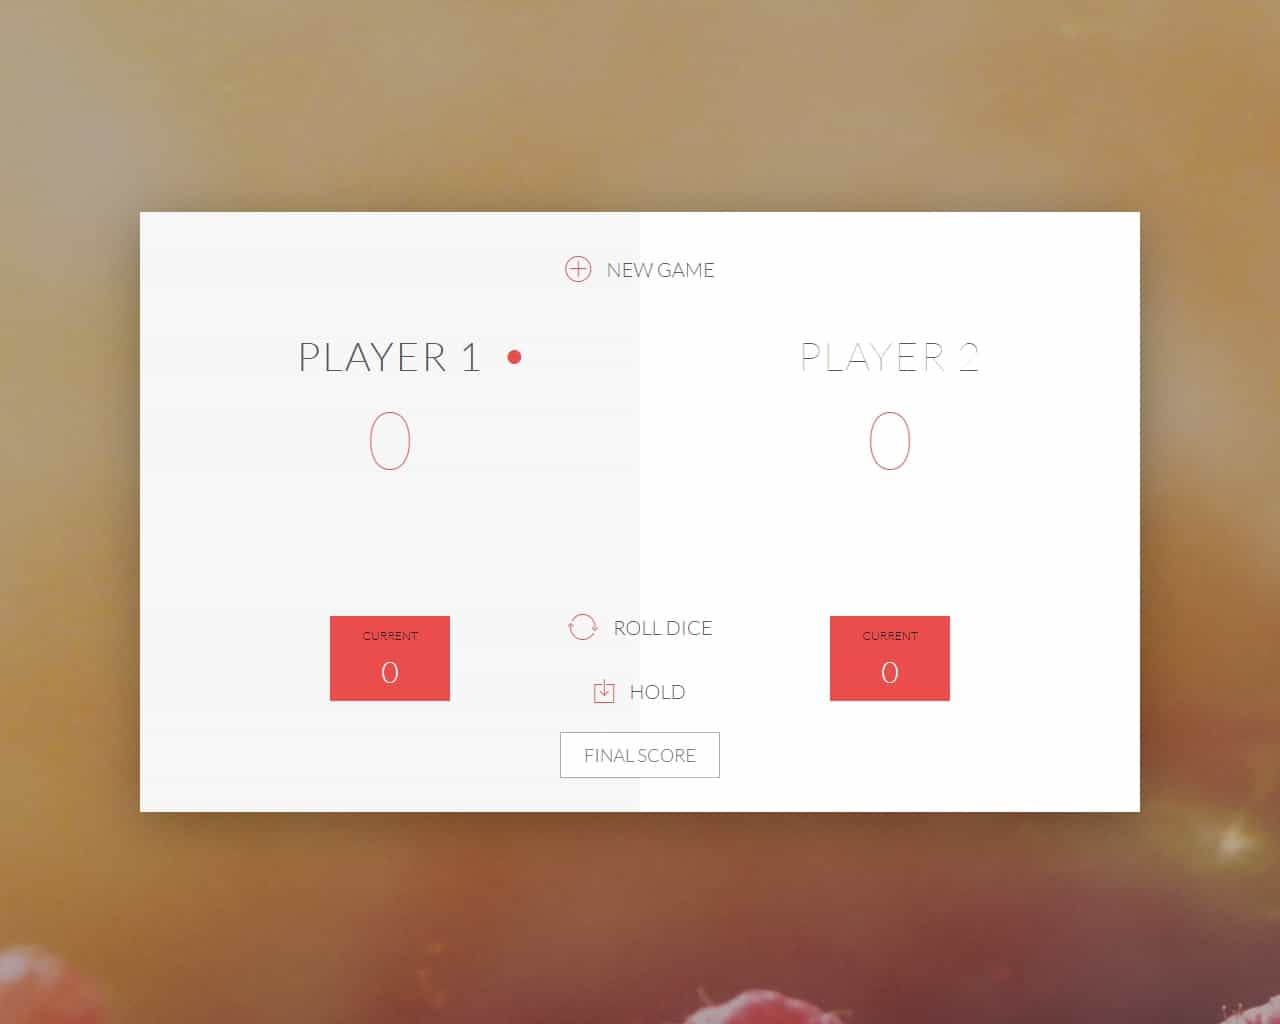 NEW GAME
PLAYER 1
0
PLAYER 2
0
CURRENT
0
ROLL DICE
HOLD
FINAL SCORE
CURRENT
0